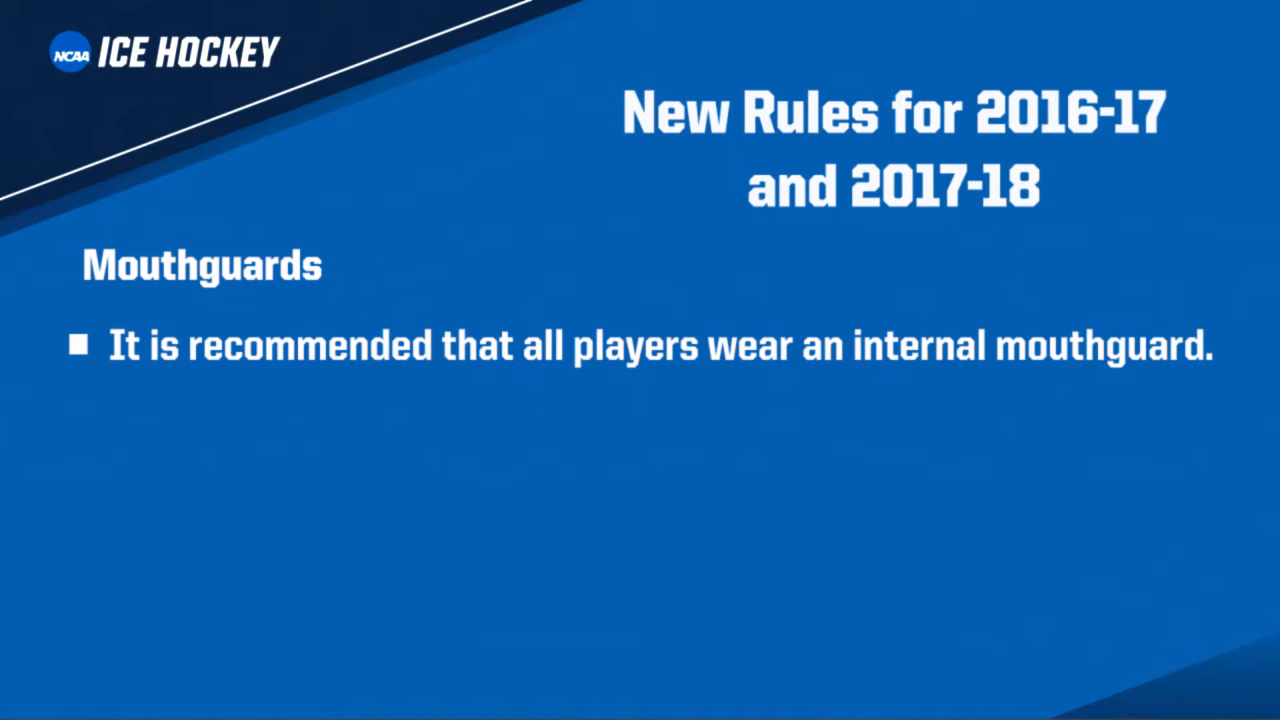 NCAA ICE HOCKEY
New Rules for 2016-17
and 2017-18
Mouthguards
■ It is recommended that all players wear an internal mouthguard.